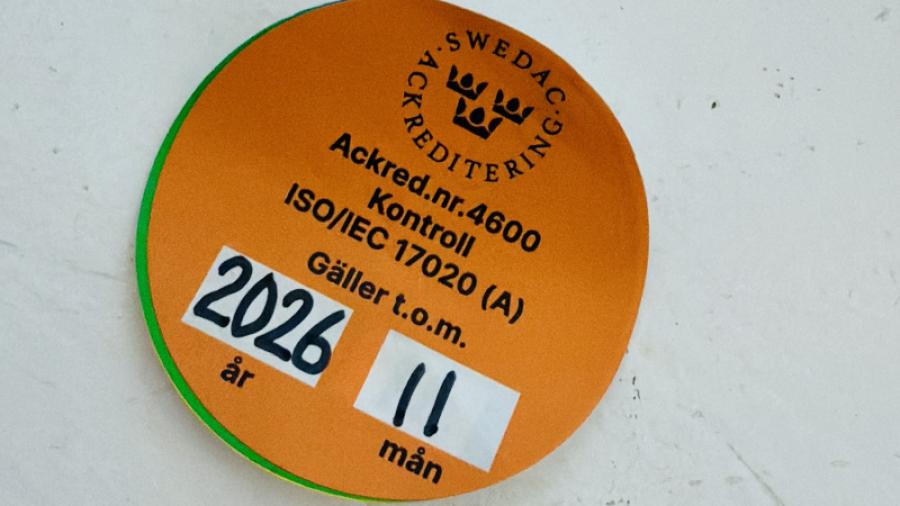 SWEDAC
ACKREDITERING
Ackred.nr.4600
Kontroll
ISO/IEC 17020 (A)
Gäller t.o.m.
2026 11
år mån